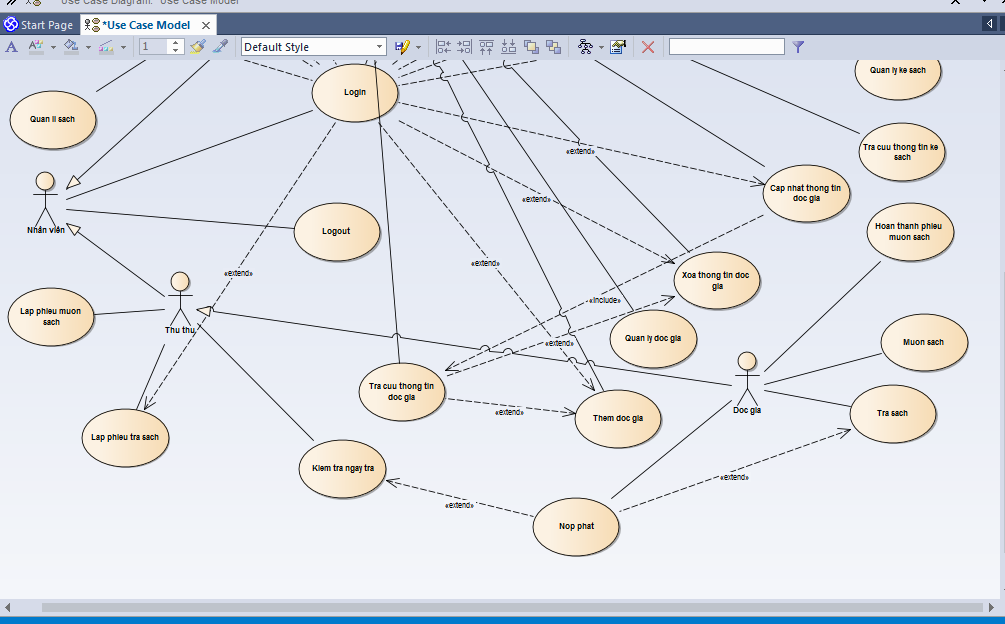 Use Case Diagram: "Use Case Model"
Start Page
*Use Case Model
1
Default Style
Quan ly ke sach
Login
Quan li sach
Tra cuu thong tin ke
sach
«extend»
Cap nhat thong tin
doc gia
«extend»
Nhân viên
Logout
Hoan thanh phieu
muon sach
«extend»
«extend»
Xoa thong tin doc
gia
«include»
Lap phieu muon
sach
Thu thu
Quan ly doc gia
«extend»
Muon sach
Tra cuu thong tin
doc gia
Doc gia
«extend»
Them doc gia
Tra sach
Lap phieu tra sach
Kiem tra ngay tra
«extend»
«extend»
Nop phat